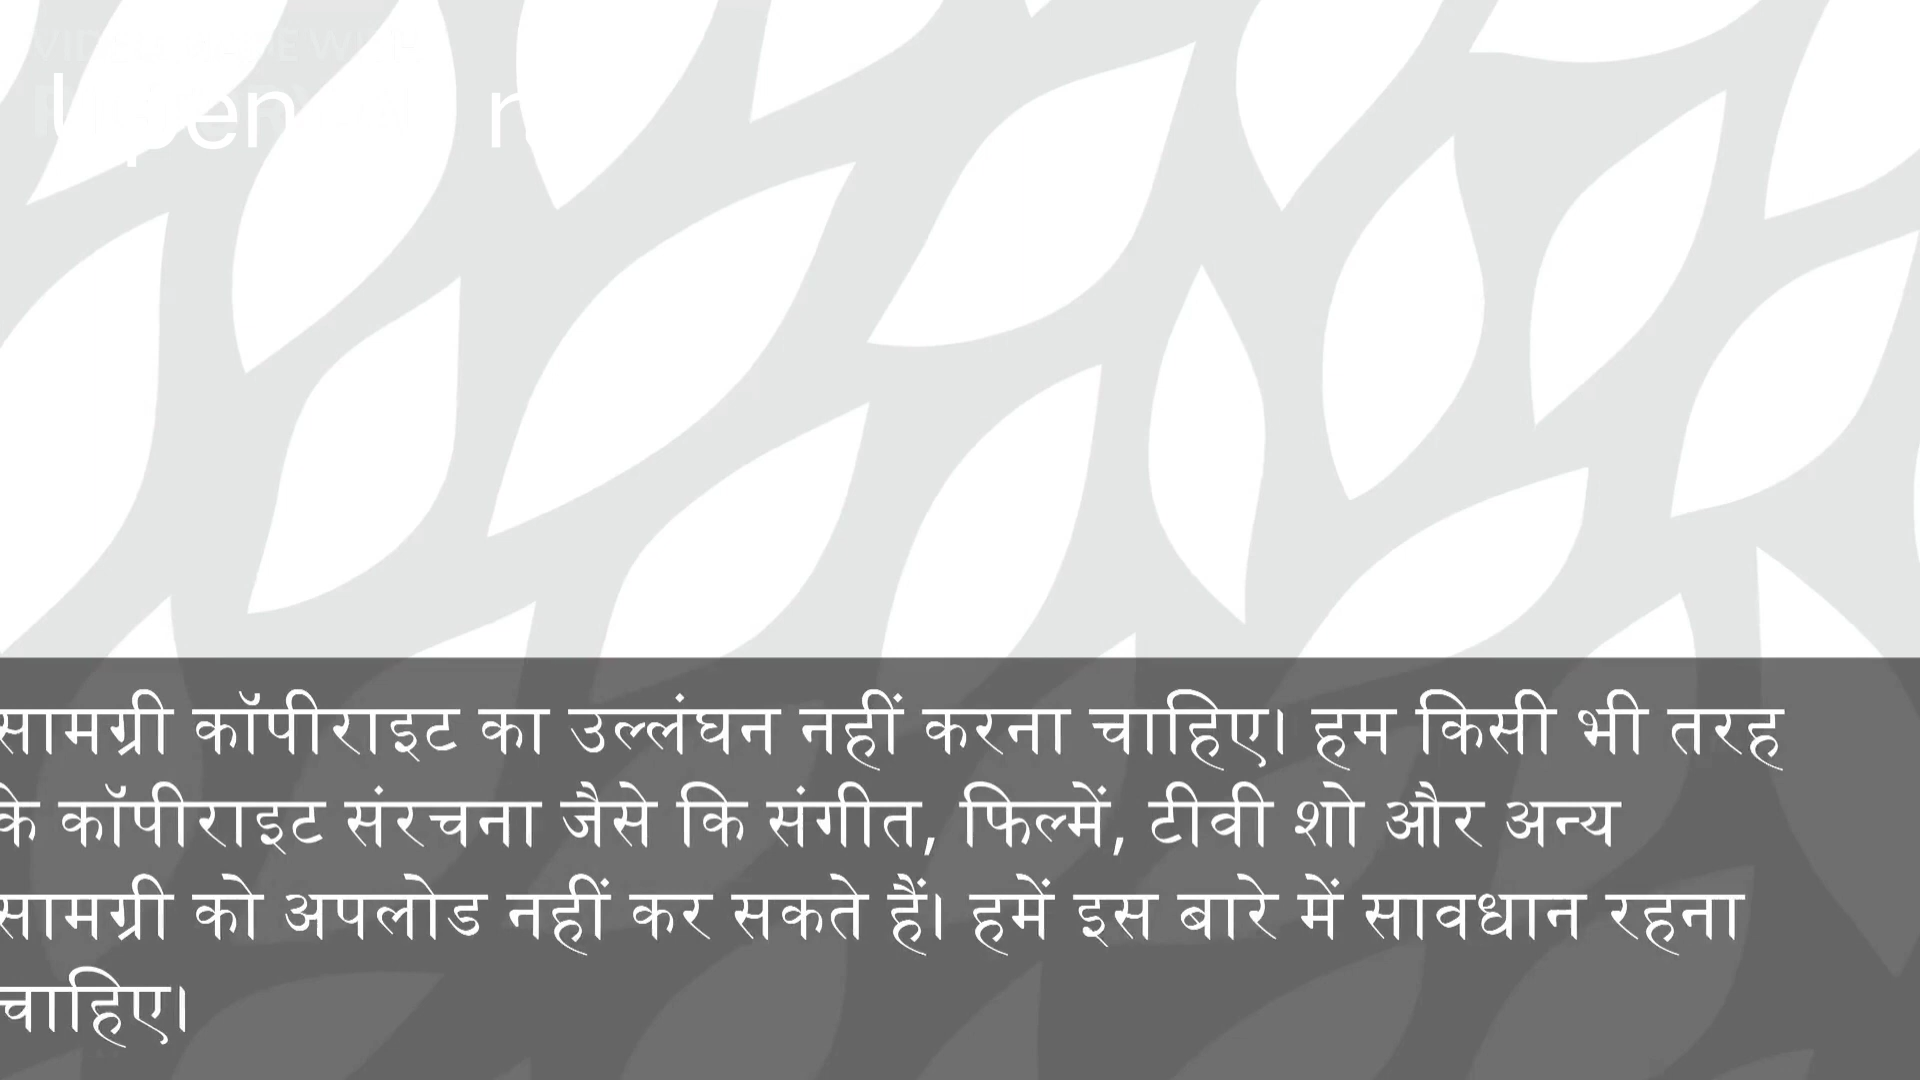 सामग्री कॉपीराइट का उल्लंघन नहीं करना चाहिए। हम किसी भी तरह
के कॉपीराइट संरचना जैसे कि संगीत, फिल्में, टीवी शो और अन्य
सामग्री को अपलोड नहीं कर सकते हैं। हमें इस बारे में सावधान रहना
चाहिए।